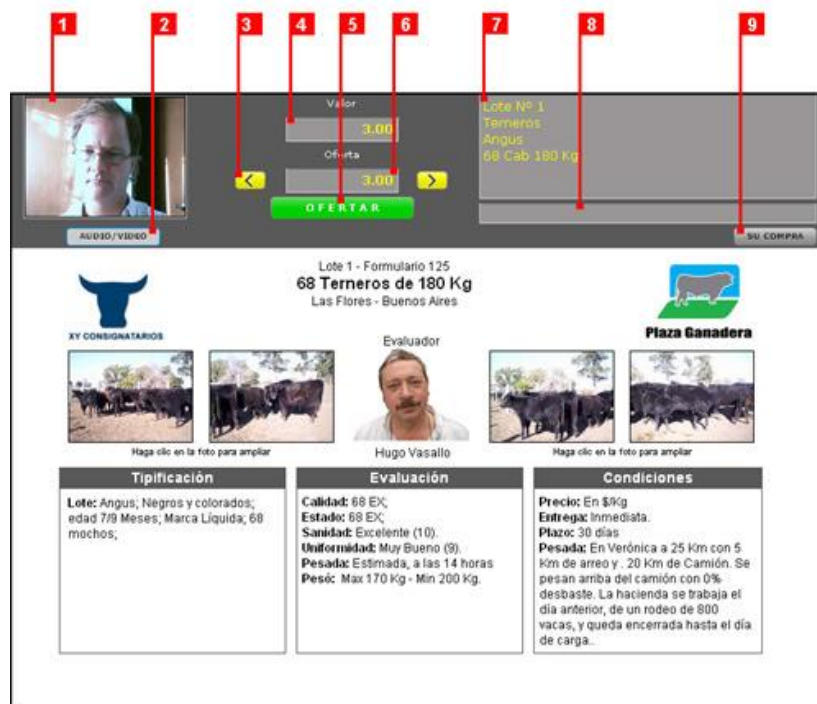 1 2 3 4 5 6 7 8 9
Valor
3.00
Oferta
< 3.00 >
OFERTAR
AUDIO/VIDEO
Lote Nº 1
Terneros
Angus
68 Cab 180 Kg
SU COMPRA
XY CONSIGNATARIOS
Lote 1 - Formulario 125
68 Terneros de 180 Kg
Las Flores - Buenos Aires
Plaza Ganadera
Evaluador
Hugo Vasallo
Haga clic en la foto para ampliar
Haga clic en la foto para ampliar
Tipificación
Lote: Angus; Negros y colorados;
edad 7/9 Meses; Marca Líquida; 68
mochos;
Evaluación
Calidad: 68 EX;
Estado: 68 EX;
Sanidad: Excelente (10).
Uniformidad: Muy Bueno (9).
Pesada: Estimada, a las 14 horas
Pesó: Max 170 Kg - Min 200 Kg.
Condiciones
Precio: En $/Kg
Entrega: Inmediata.
Plazo: 30 días
Pesada: En Verónica a 25 Km con 5
Km de arreo y . 20 Km de Camión. Se
pesan arriba del camión con 0%
desbaste. La hacienda se trabaja el
día anterior, de un rodeo de 800
vacas, y queda encerrada hasta el día
de carga..